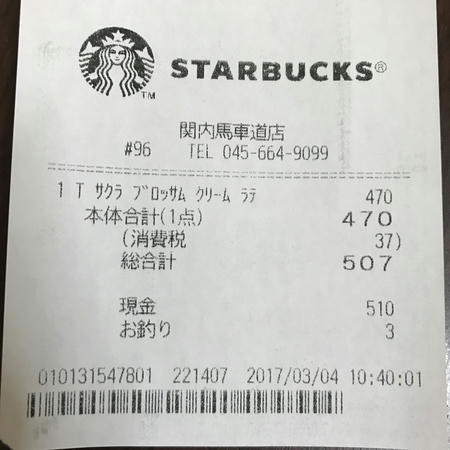 STARBUCKS®
TM
関内馬車道店
#96 TEL 045-664-9099
1 T サクラ ブロッサム クリーム ラテ 470
本体合計(1点) 470
(消費税 37)
総合計 507
現金 510
お釣り 3
010131547801 221407 2017/03/04 10:40:01